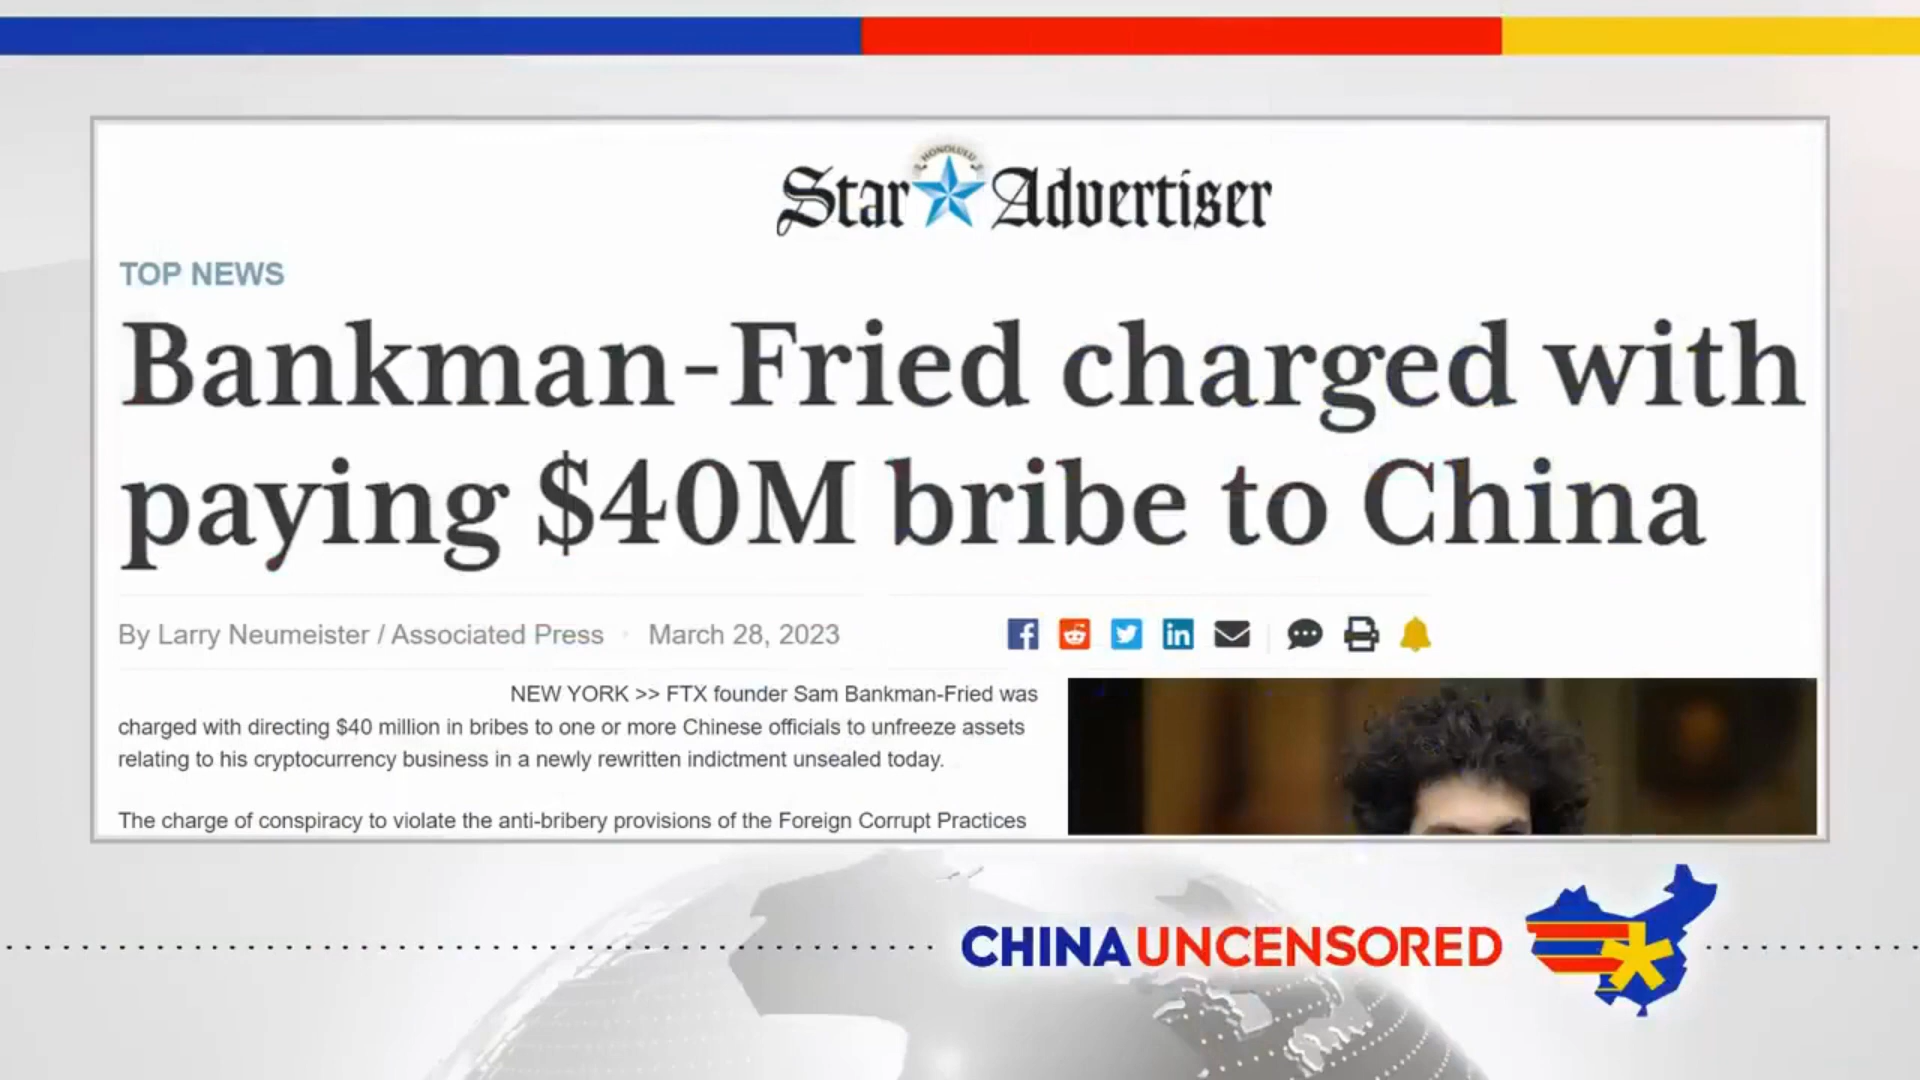 HONOLULU
Star Advertiser
TOP NEWS
Bankman-Fried charged with
paying $40M bribe to China
By Larry Neumeister / Associated Press · March 28, 2023
NEW YORK >> FTX founder Sam Bankman-Fried was
charged with directing $40 million in bribes to one or more Chinese officials to unfreeze assets
relating to his cryptocurrency business in a newly rewritten indictment unsealed today.
The charge of conspiracy to violate the anti-bribery provisions of the Foreign Corrupt Practices
CHINA UNCENSORED